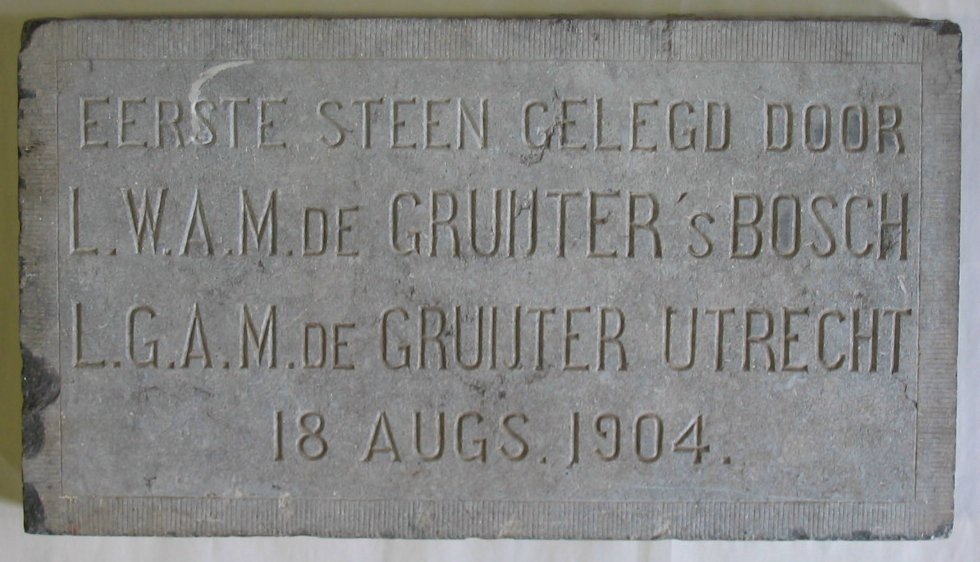 EERSTE STEEN GELEGD DOOR
L.W.A.M. DE GRUIJTER 's BOSCH
L.G.A.M. DE GRUIJTER UTRECHT
18 AUGS. 1904.